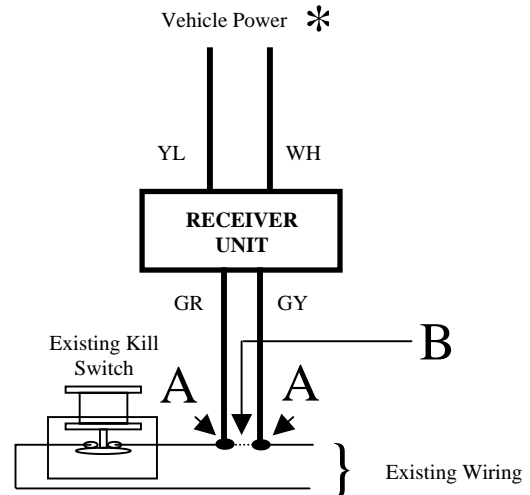 Vehicle Power *
YL
WH
RECEIVER
UNIT
GR
GY
Existing Kill
Switch
B
A
A
Existing Wiring